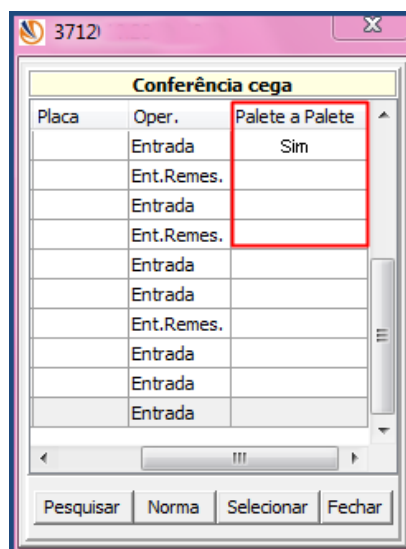 3712
Conferência cega
Placa Oper. Palete a Palete
Entrada Sim
Ent.Remes.
Entrada
Ent.Remes.
Entrada
Entrada
Ent.Remes.
Entrada
Entrada
Entrada
Pesquisar Norma Selecionar Fechar